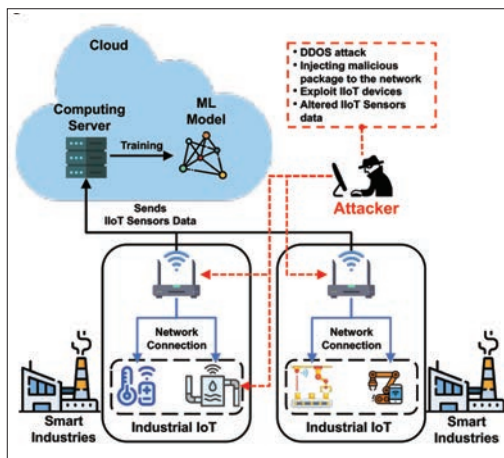 Cloud
Computing
Server
Training
ML
Model
• DDOS attack
• Injecting malicious
package to the network
• Exploit IIoT devices
• Altered IIoT Sensors
data
Attacker
Sends
IIoT Sensors Data
Network
Connection
Network
Connection
Industrial IoT
Industrial IoT
Smart
Industries
Smart
Industries